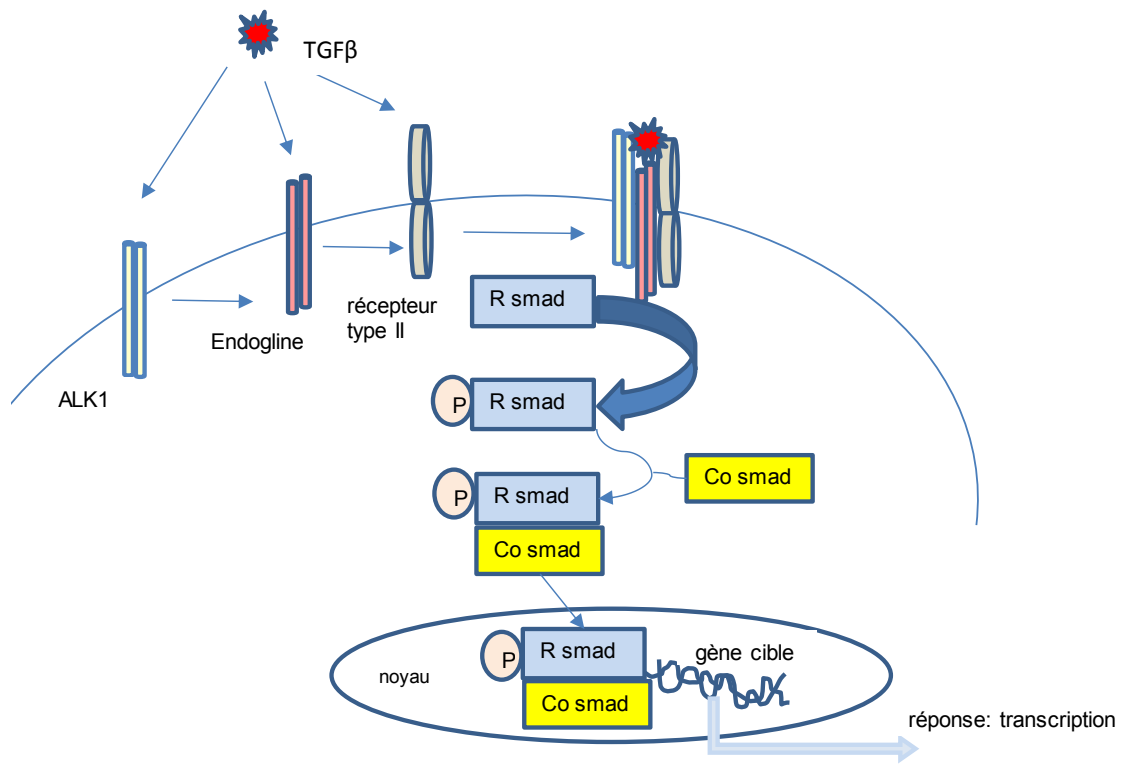 TGFβ
récepteur
type II
Endogline
ALK1
R smad
P
R smad
Co smad
P
R smad
Co smad
noyau
P
R smad
Co smad
gène cible
réponse: transcription